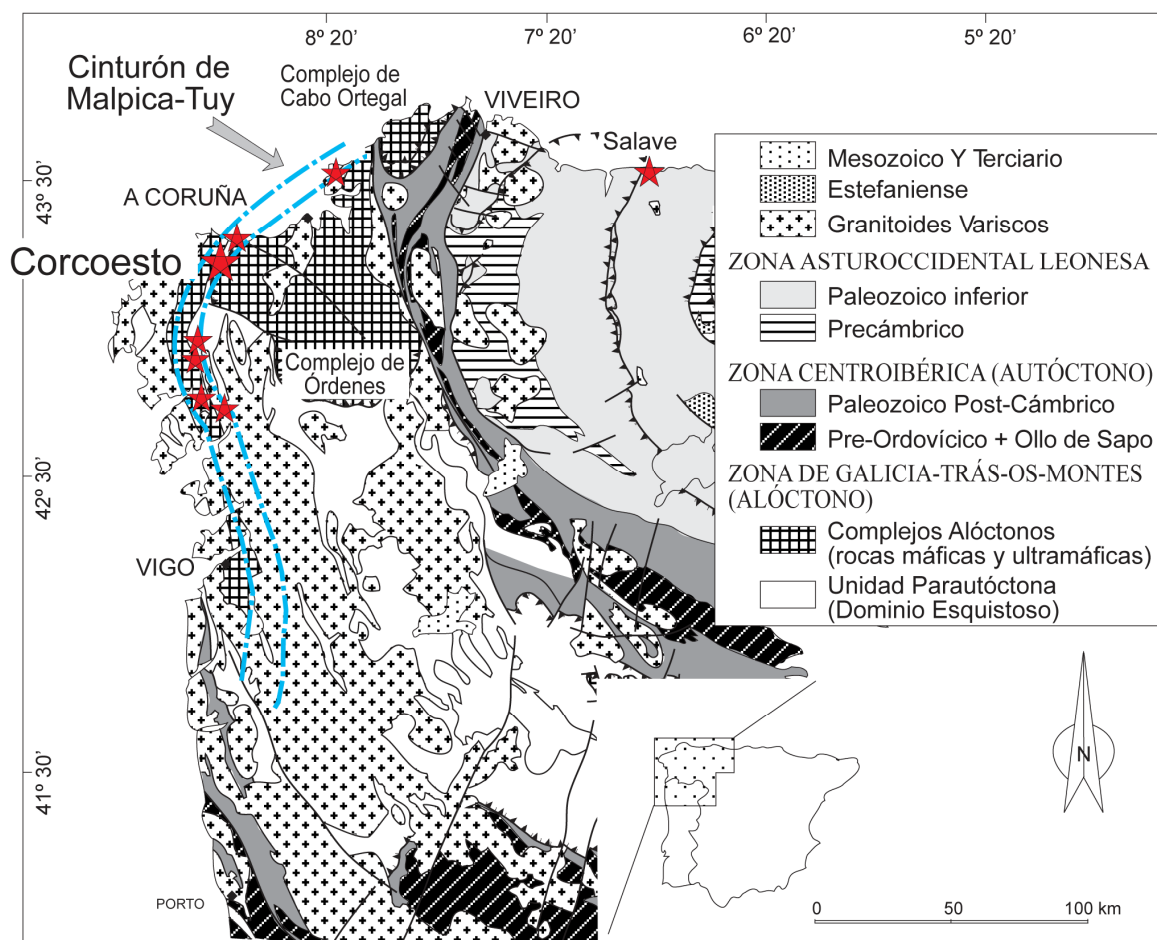 8º 20'
7º 20'
6º 20'
5º 20'
Cinturón de
Malpica-Tuy
Complejo de
Cabo Ortegal
VIVEIRO
Salave
43º 30'
A CORUÑA
Corcoesto
Complejo de
Órdenes
42º 30'
VIGO
41º 30'
PORTO
Mesozoico Y Terciario
Estefaniense
Granitoides Variscos
ZONA ASTUROCCIDENTAL LEONESA
Paleozoico inferior
Precámbrico
ZONA CENTROIBÉRICA (AUTÓCTONO)
Paleozoico Post-Cámbrico
Pre-Ordovícico + Ollo de Sapo
ZONA DE GALICIA-TRÁS-OS-MONTES
(ALÓCTONO)
Complejos Alóctonos
(rocas máficas y ultramáficas)
Unidad Parautóctona
(Dominio Esquistoso)
N
0 50 100 km